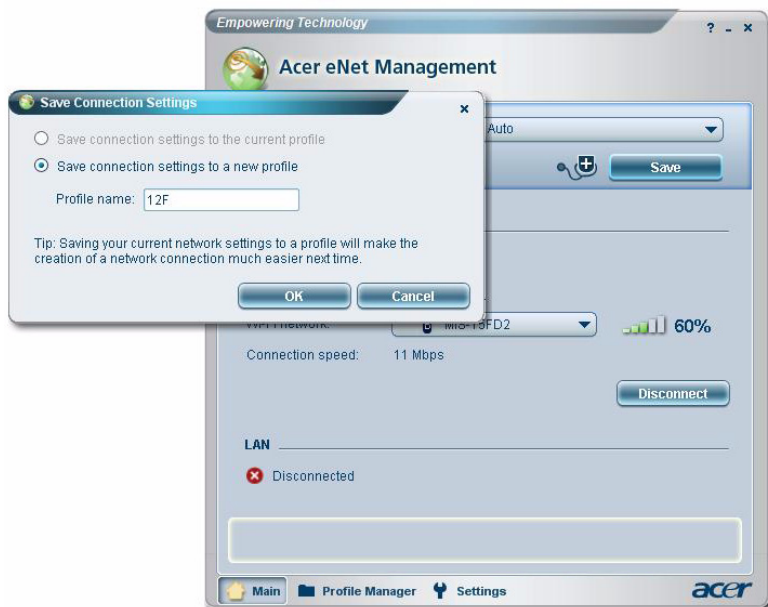 Empowering Technology
? - x
Acer eNet Management
Save Connection Settings
x
Save connection settings to the current profile
Save connection settings to a new profile
Profile name: 12F
Tip: Saving your current network settings to a profile will make the
creation of a network connection much easier next time.
OK Cancel
Auto
Save
60%
Connection speed: 11 Mbps
Disconnect
LAN
Disconnected
Main Profile Manager Settings
acer